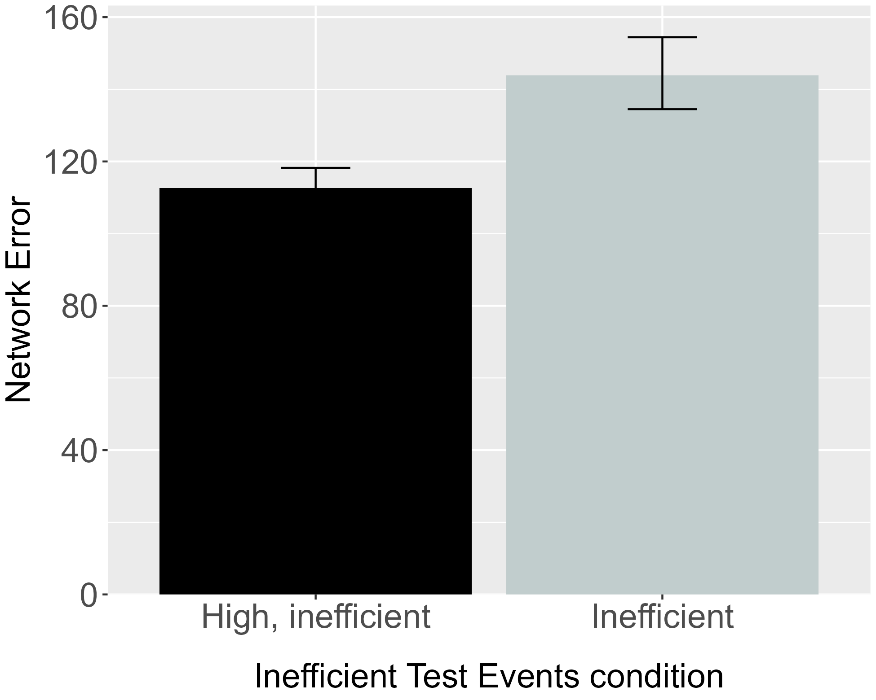 160
120
80
40
0
Network Error
High, inefficient
Inefficient
Inefficient Test Events condition